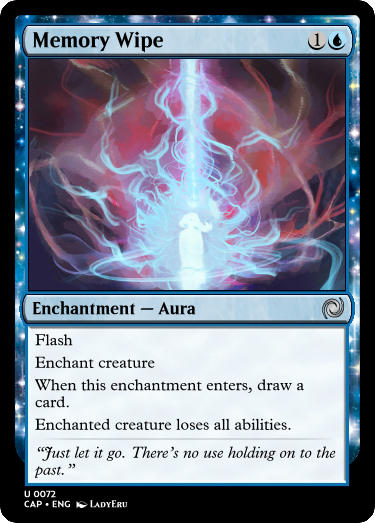 Memory Wipe 1
Enchantment — Aura
Flash
Enchant creature
When this enchantment enters, draw a
card.
Enchanted creature loses all abilities.
“Just let it go. There’s no use holding on to the
past.”
U 0072
CAP • ENG LadyEru